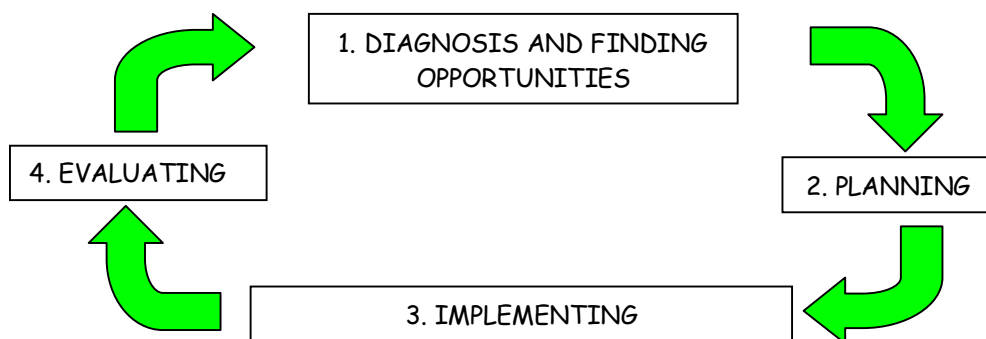 1. DIAGNOSIS AND FINDING
OPPORTUNITIES
2. PLANNING
3. IMPLEMENTING
4. EVALUATING